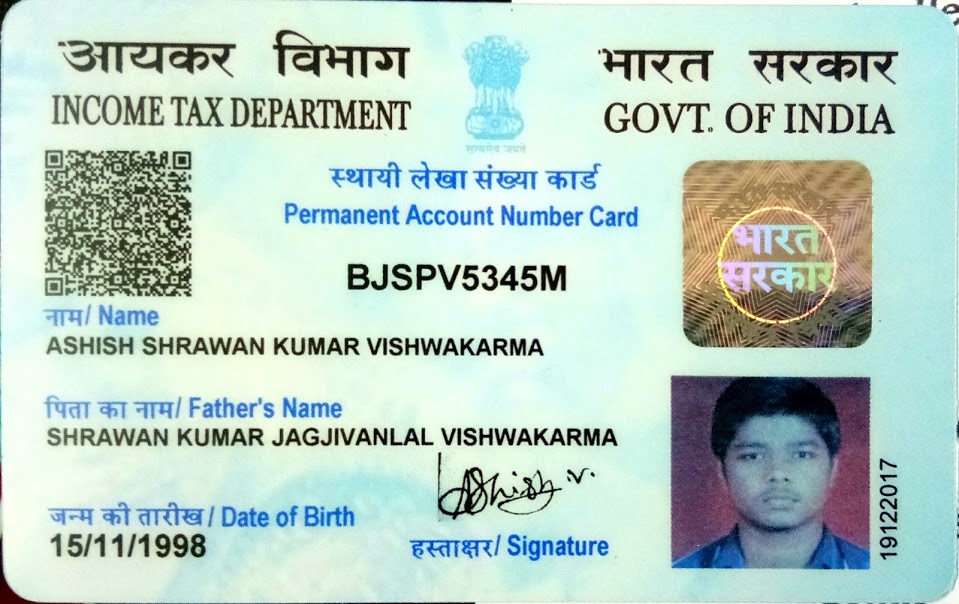 आयकर विभाग
INCOME TAX DEPARTMENT
भारत सरकार
GOVT. OF INDIA
सत्यमेव जयते
स्थायी लेखा संख्या कार्ड
Permanent Account Number Card
BJSPV5345M
भारत
सरकार
नाम/ Name
ASHISH SHRAWAN KUMAR VISHWAKARMA
पिता का नाम/ Father's Name
SHRAWAN KUMAR JAGJIVANLAL VISHWAKARMA
Ashish .v.
जन्म की तारीख/ Date of Birth
15/11/1998
हस्ताक्षर/ Signature
19122017